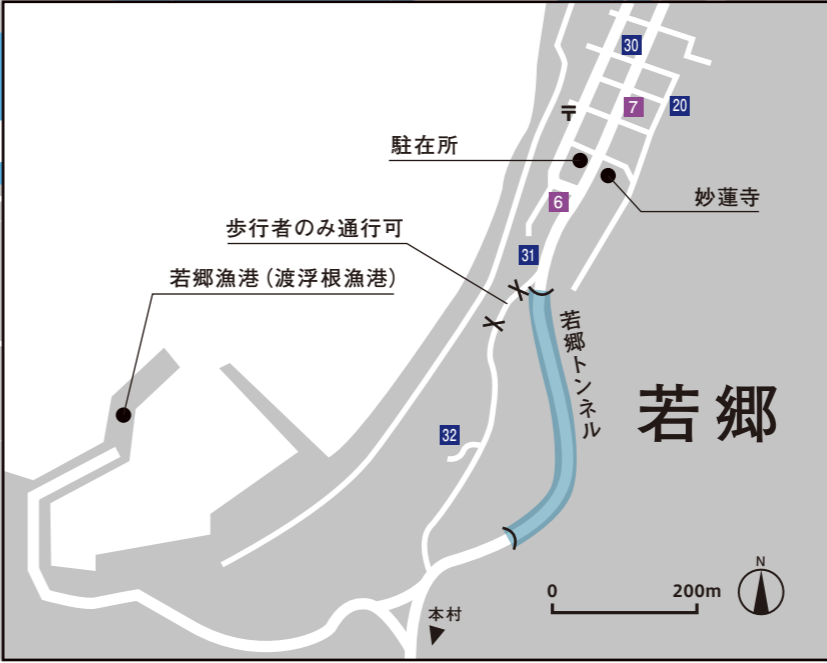 30
7
20
〒
駐在所
妙蓮寺
6
歩行者のみ通行可
31
若郷漁港(渡浮根漁港)
若郷トンネル
若郷
32
N
0 200m
本村